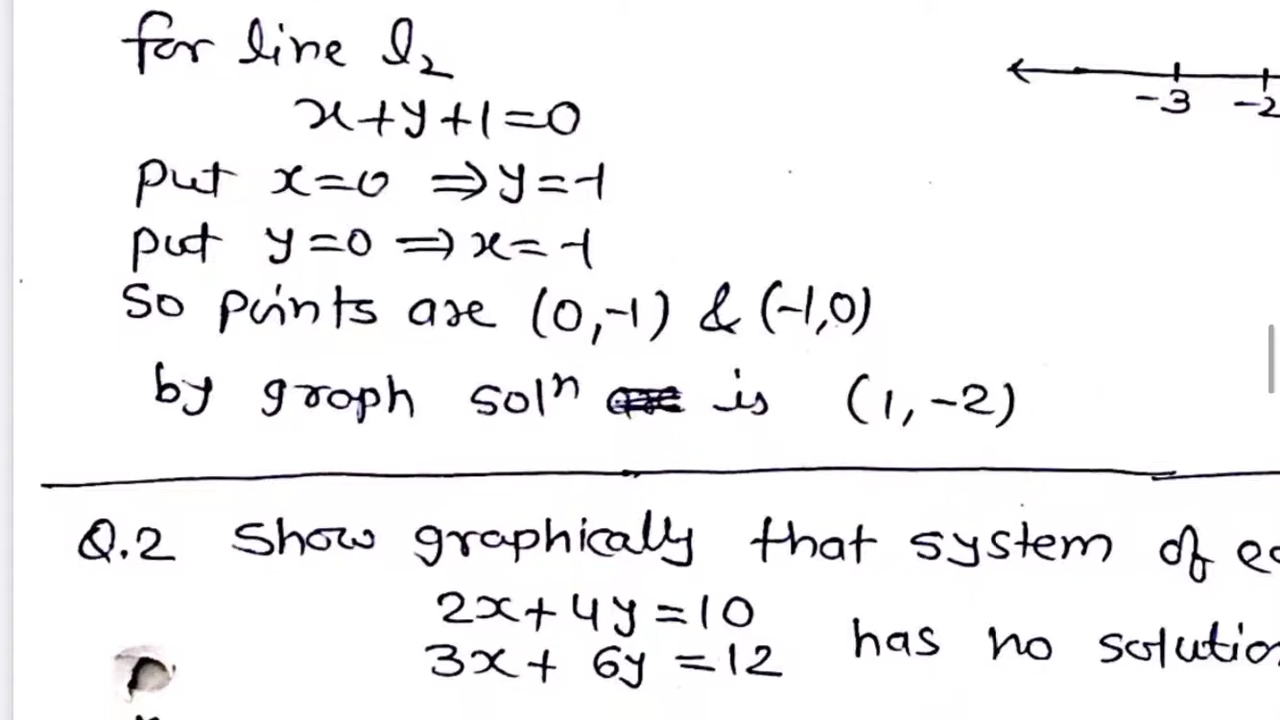 for line l₂
x+y+1=0
-3 -2
put x=0 ⇒ y=-1
put y=0 ⇒ x=-1
So points are (0,-1) & (-1,0)
by graph solⁿ is (1,-2)
Q.2 Show graphically that system of
2x+4y=10
3x+6y=12 has no solution